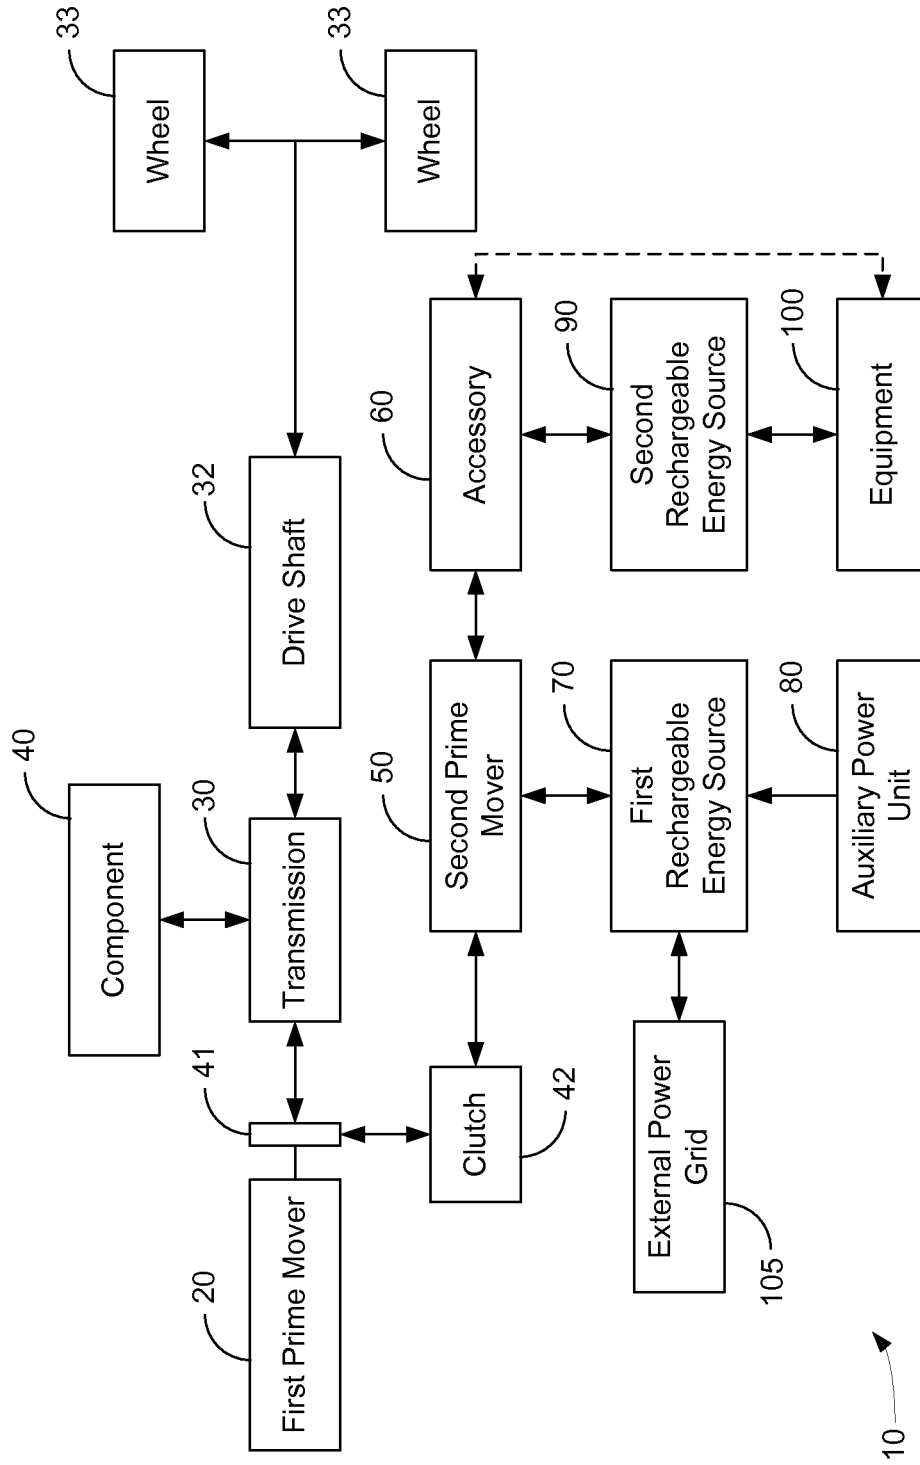 40
Component
33
Wheel
20
First Prime Mover
41
30
Transmission
32
Drive Shaft
33
Wheel
Clutch
42
50
Second Prime
Mover
60
Accessory
External Power
Grid
105
70
First
Rechargeable
Energy Source
90
Second
Rechargeable
Energy Source
80
Auxiliary Power
Unit
100
Equipment
10